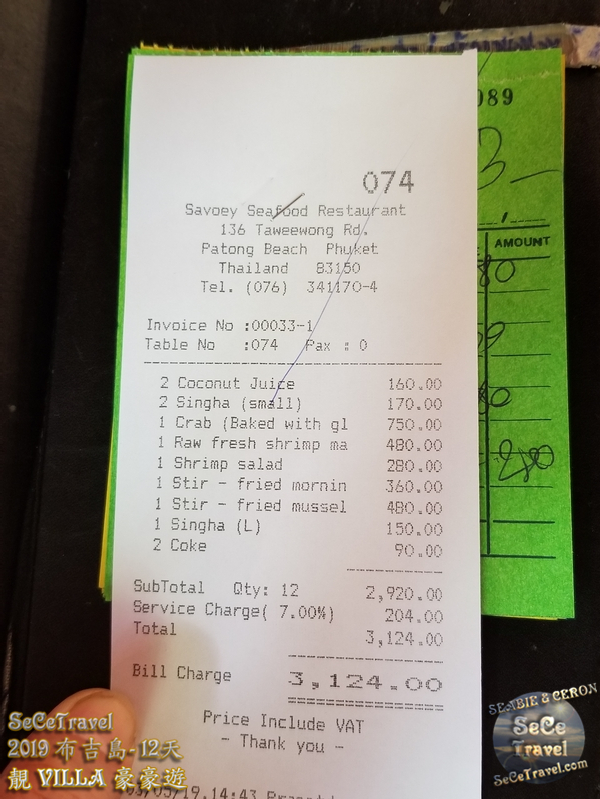 074
Savoey Seafood Restaurant
136 Taweewong Rd.
Patong Beach Phuket
Thailand 83150
Tel. (076) 341170-4
Invoice No :00033-1
Table No :074 Pax : 0
2 Coconut Juice 160.00
2 Singha (small) 170.00
1 Crab (Baked with gl 750.00
1 Raw fresh shrimp ma 480.00
1 Shrimp salad 280.00
1 Stir - fried mornin 360.00
1 Stir - fried mussel 480.00
1 Singha (L) 150.00
2 Coke 90.00
SubTotal Qty: 12 2,920.00
Service Charge( 7.00%) 204.00
Total 3,124.00
Bill Charge 3,124.00
Price Include VAT
- Thank you -
/19,14:43
089
AMOUNT
SeCeTravel
2019 布吉島-12天
靚 VILLA 豪豪遊
SEMBIE & CERON
SeCe
Travel
SeCeTravel.com